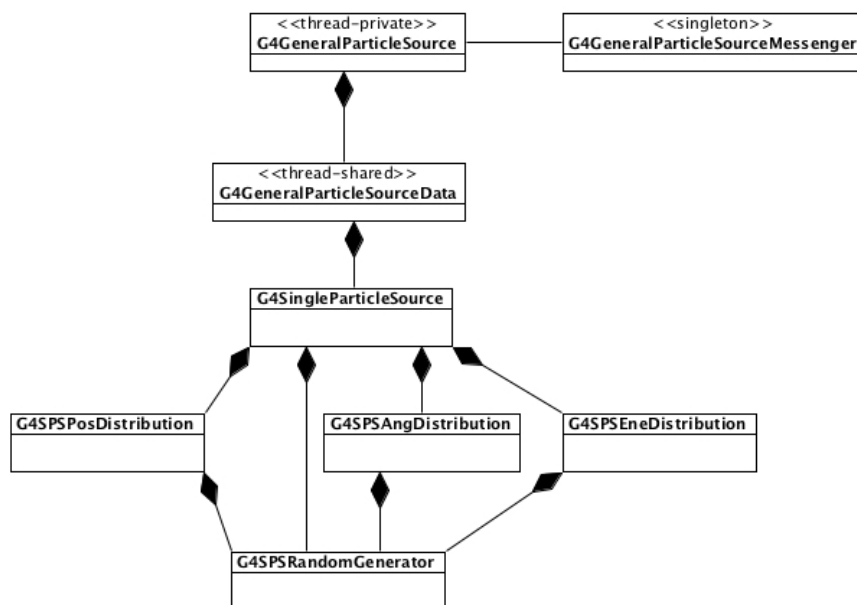 <<thread-private>>
G4GeneralParticleSource
<<singleton>>
G4GeneralParticleSourceMessenger
<<thread-shared>>
G4GeneralParticleSourceData
G4SingleParticleSource
G4SPSPosDistribution
G4SPSAngDistribution
G4SPSEneDistribution
G4SPSRandomGenerator